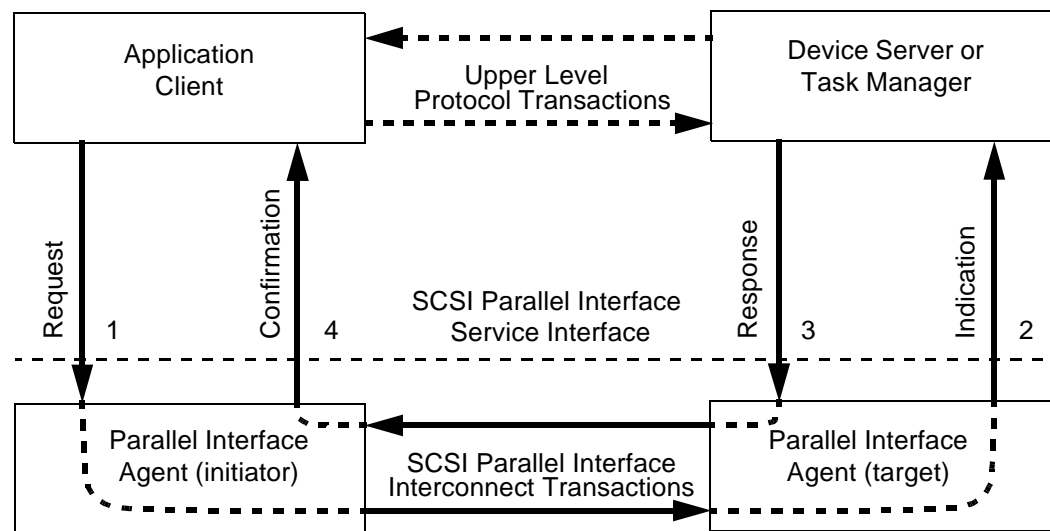 Application
Client
Upper Level
Protocol Transactions
Device Server or
Task Manager
Request
1
Confirmation
4
SCSI Parallel Interface
Service Interface
Response
3
Indication
2
Parallel Interface
Agent (initiator)
SCSI Parallel Interface
Interconnect Transactions
Parallel Interface
Agent (target)